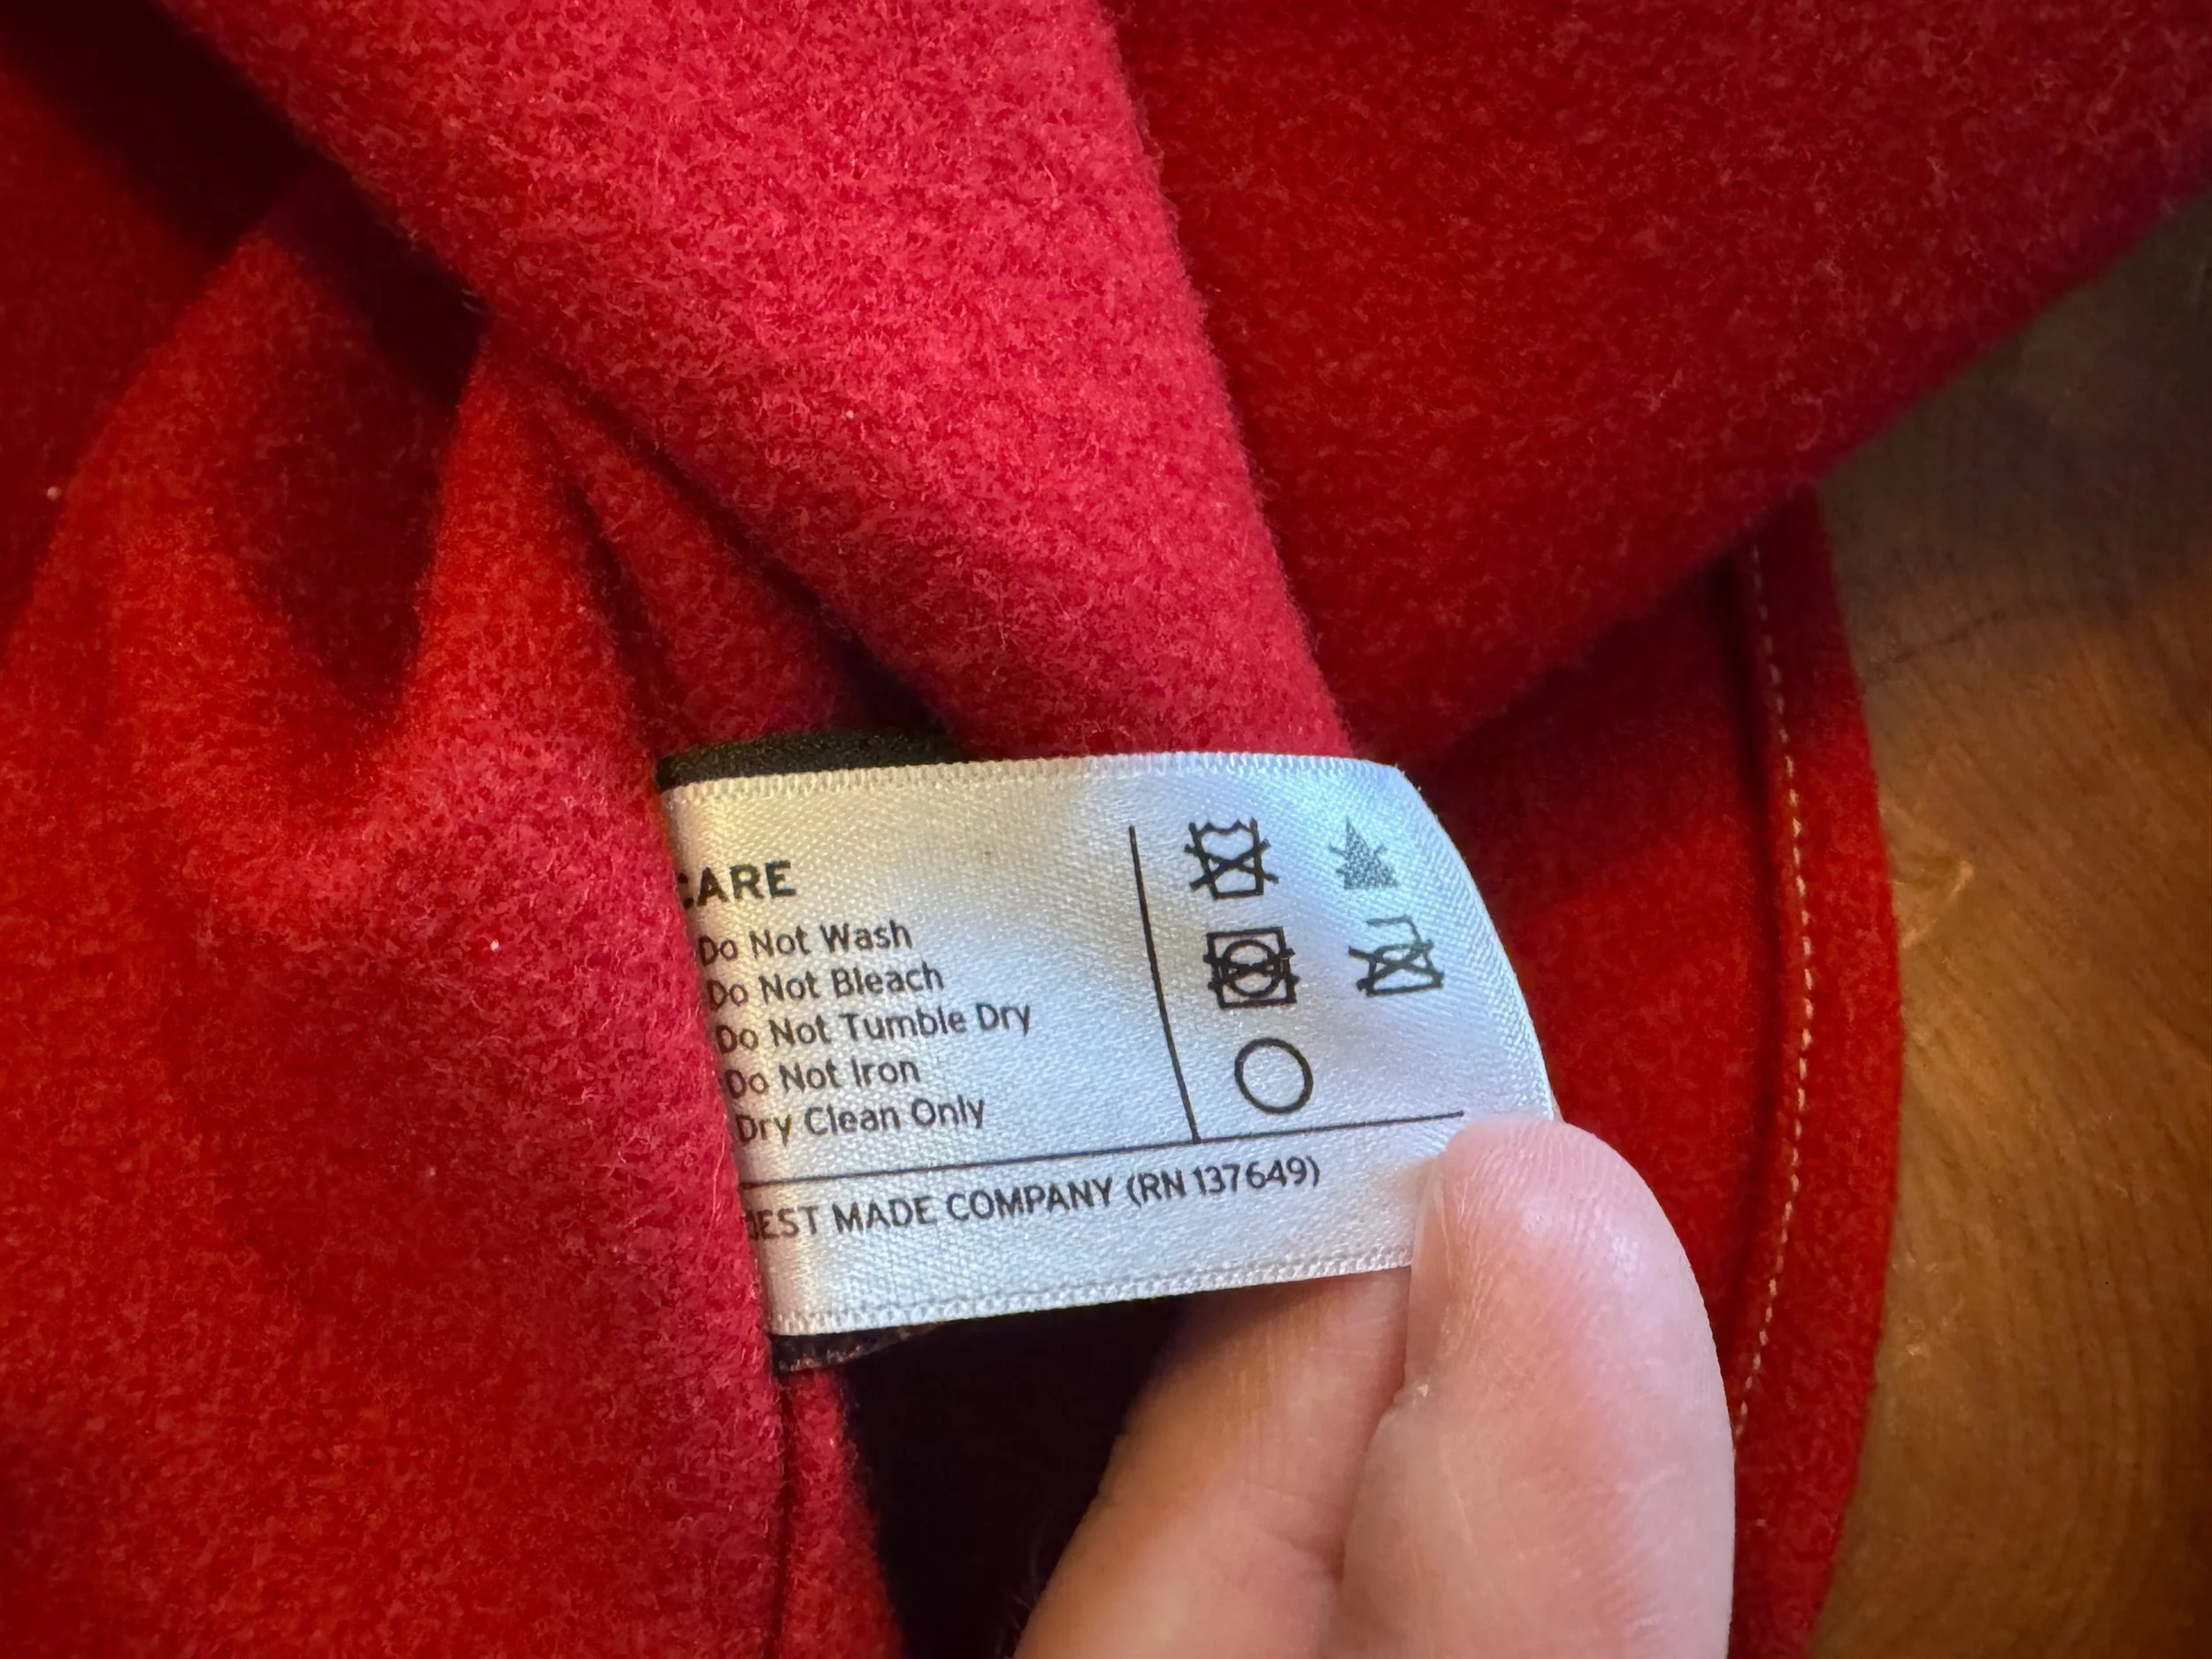 CARE
Do Not Wash
Do Not Bleach
Do Not Tumble Dry
Do Not Iron
Dry Clean Only
BEST MADE COMPANY (RN 137649)